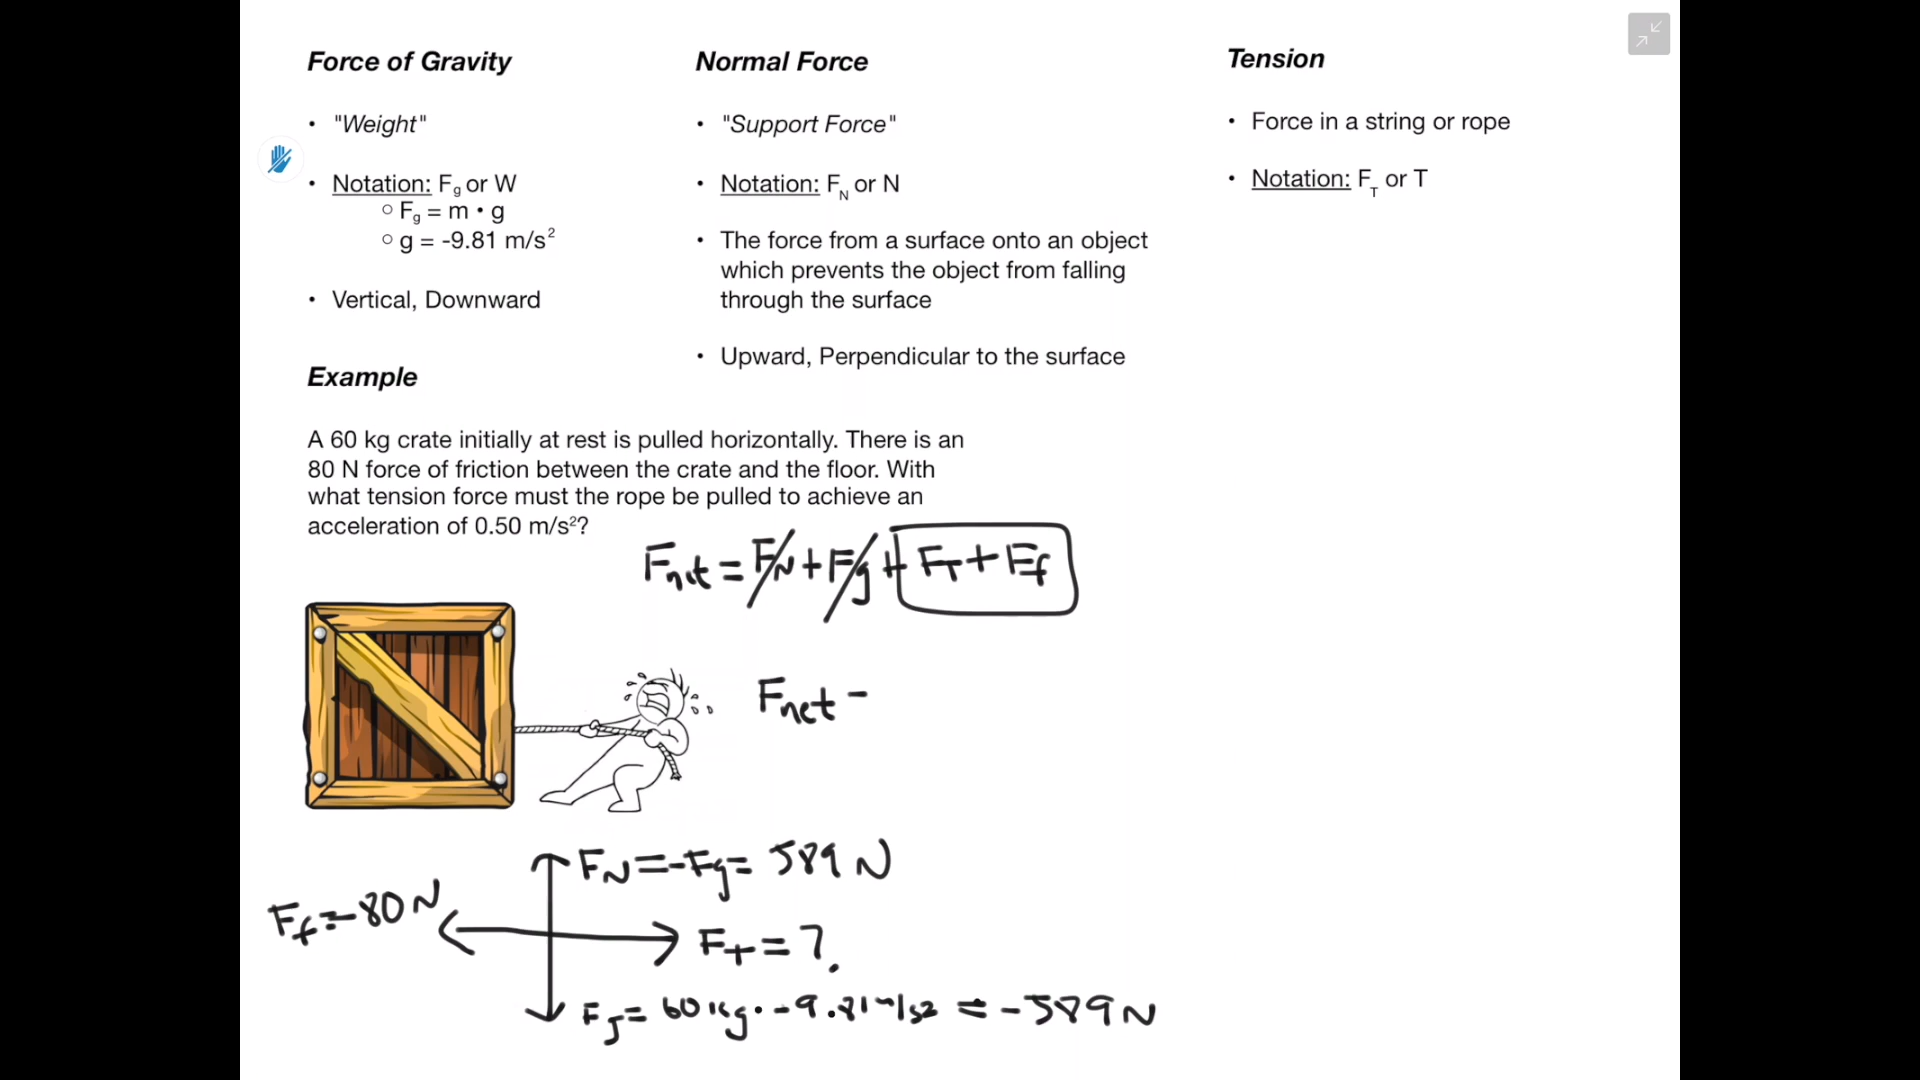 Force of Gravity
• "Weight"
• Notation: Fg or W
○ Fg = m • g
○ g = -9.81 m/s²
• Vertical, Downward
Normal Force
• "Support Force"
• Notation: FN or N
• The force from a surface onto an object
which prevents the object from falling
through the surface
• Upward, Perpendicular to the surface
Tension
• Force in a string or rope
• Notation: FT or T
Example
A 60 kg crate initially at rest is pulled horizontally. There is an
80 N force of friction between the crate and the floor. With
what tension force must the rope be pulled to achieve an
acceleration of 0.50 m/s²?
Fnet = FN + Fg + FT + Ff
Fnet -
FN = -Fg = 589 N
Ff = -80 N
FT = ?
Fg = 60 kg · -9.81 m/s2 = -589 N